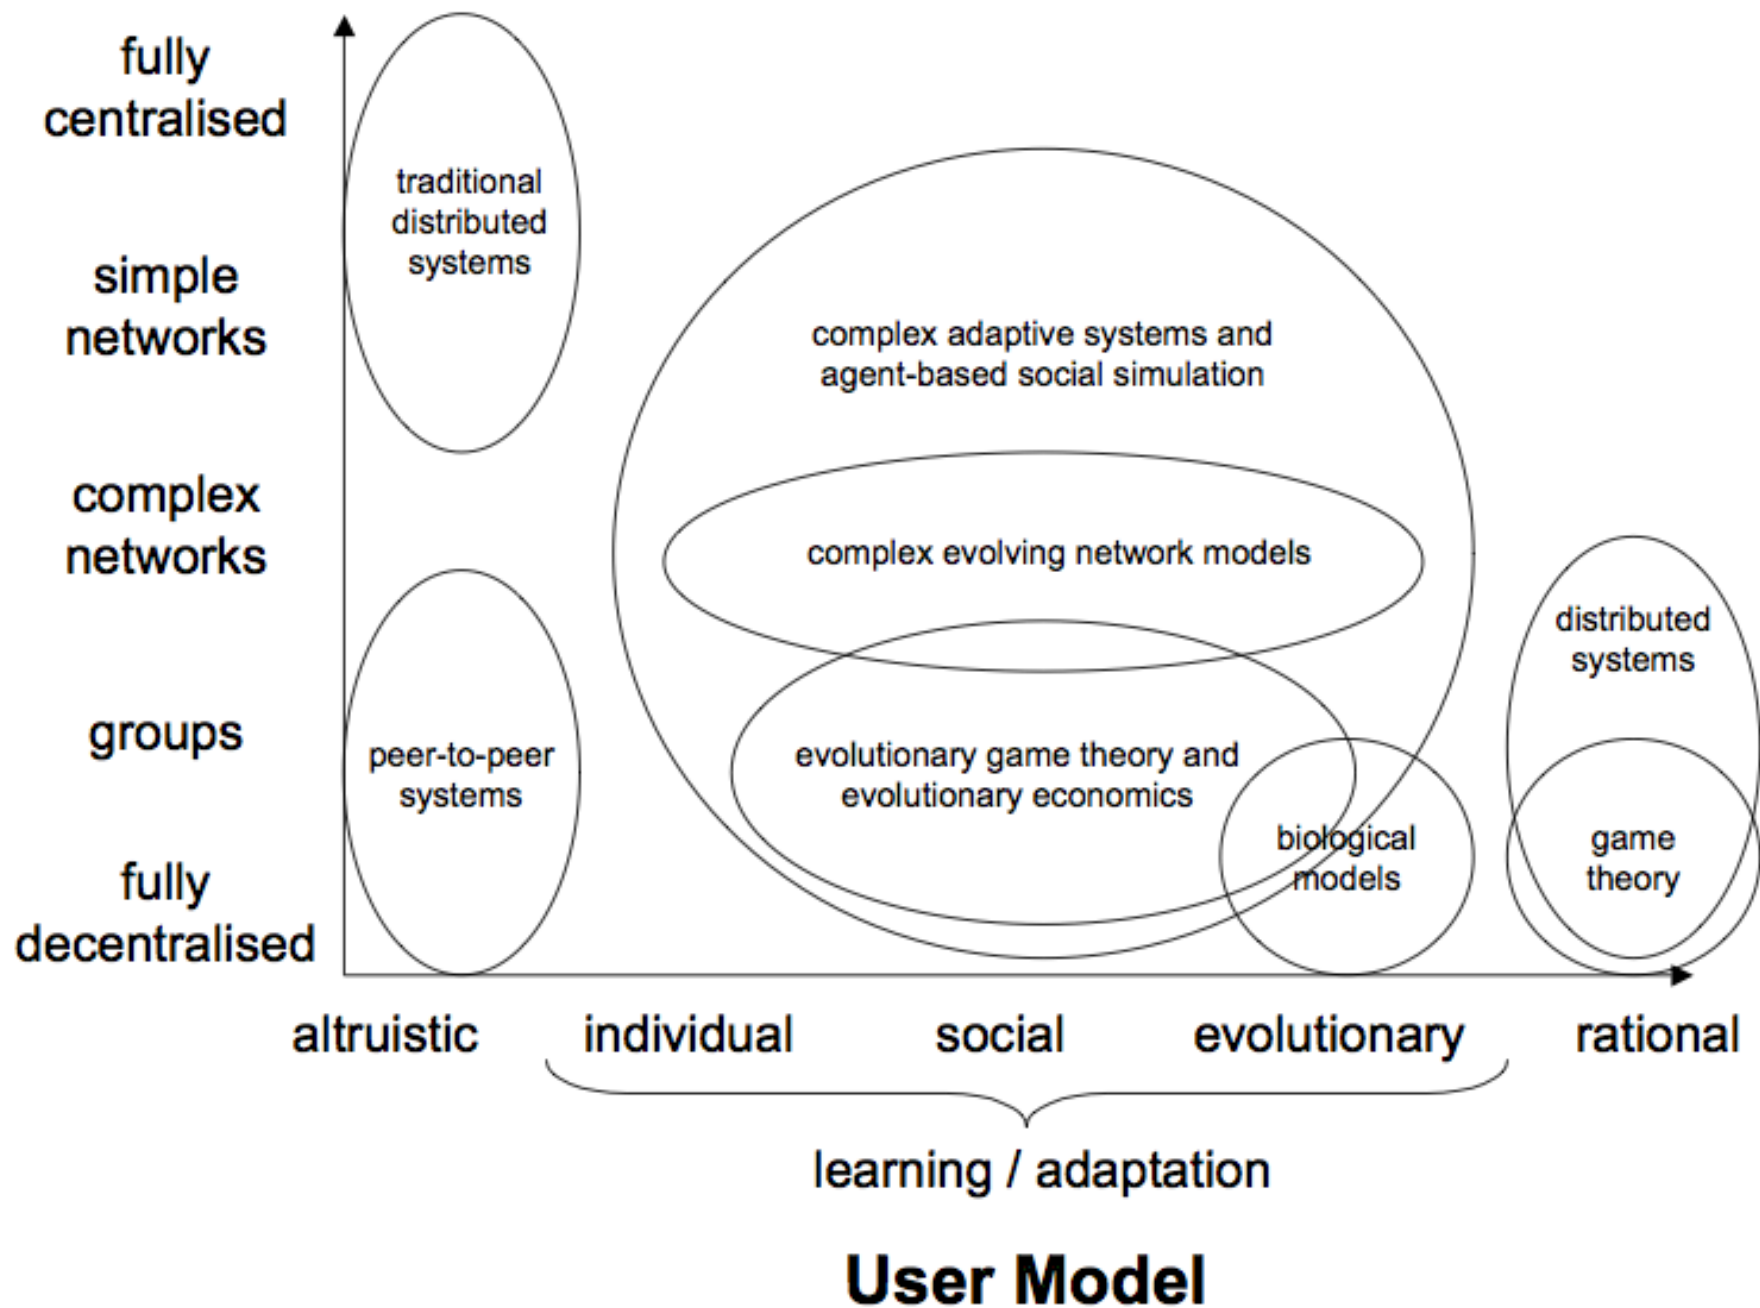 fully
centralised
simple
networks
complex
networks
groups
fully
decentralised
traditional
distributed
systems
peer-to-peer
systems
complex adaptive systems and
agent-based social simulation
complex evolving network models
evolutionary game theory and
evolutionary economics
biological
models
distributed
systems
game
theory
altruistic
individual
social
evolutionary
rational
learning / adaptation
User Model